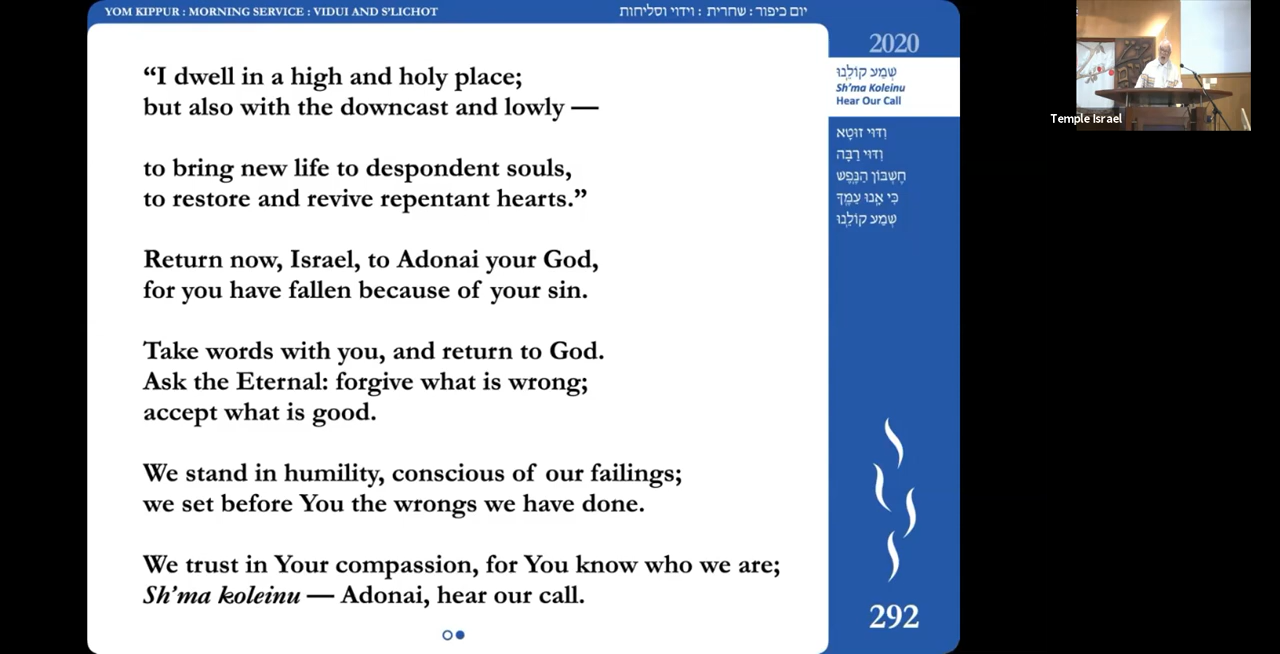 YOM KIPPUR : MORNING SERVICE : VIDUI AND S'LICHOT
יום כיפור : שחרית : וידוי וסליחות
“I dwell in a high and holy place;
but also with the downcast and lowly —
to bring new life to despondent souls,
to restore and revive repentant hearts.”
Return now, Israel, to Adonai your God,
for you have fallen because of your sin.
Take words with you, and return to God.
Ask the Eternal: forgive what is wrong;
accept what is good.
We stand in humility, conscious of our failings;
we set before You the wrongs we have done.
We trust in Your compassion, for You know who we are;
Sh’ma koleinu — Adonai, hear our call.
2020
שְׁמַע קוֹלֵֽנוּ
Sh’ma Koleinu
Hear Our Call
וִדּוּי זוּטָא
וִדּוּי רַבָּה
חֶשְׁבּוֹן הַנֶּֽפֶשׁ
כִּי אָֽנוּ עַמֶּֽךָ
שְׁמַע קוֹלֵֽנוּ
292
Temple Israel